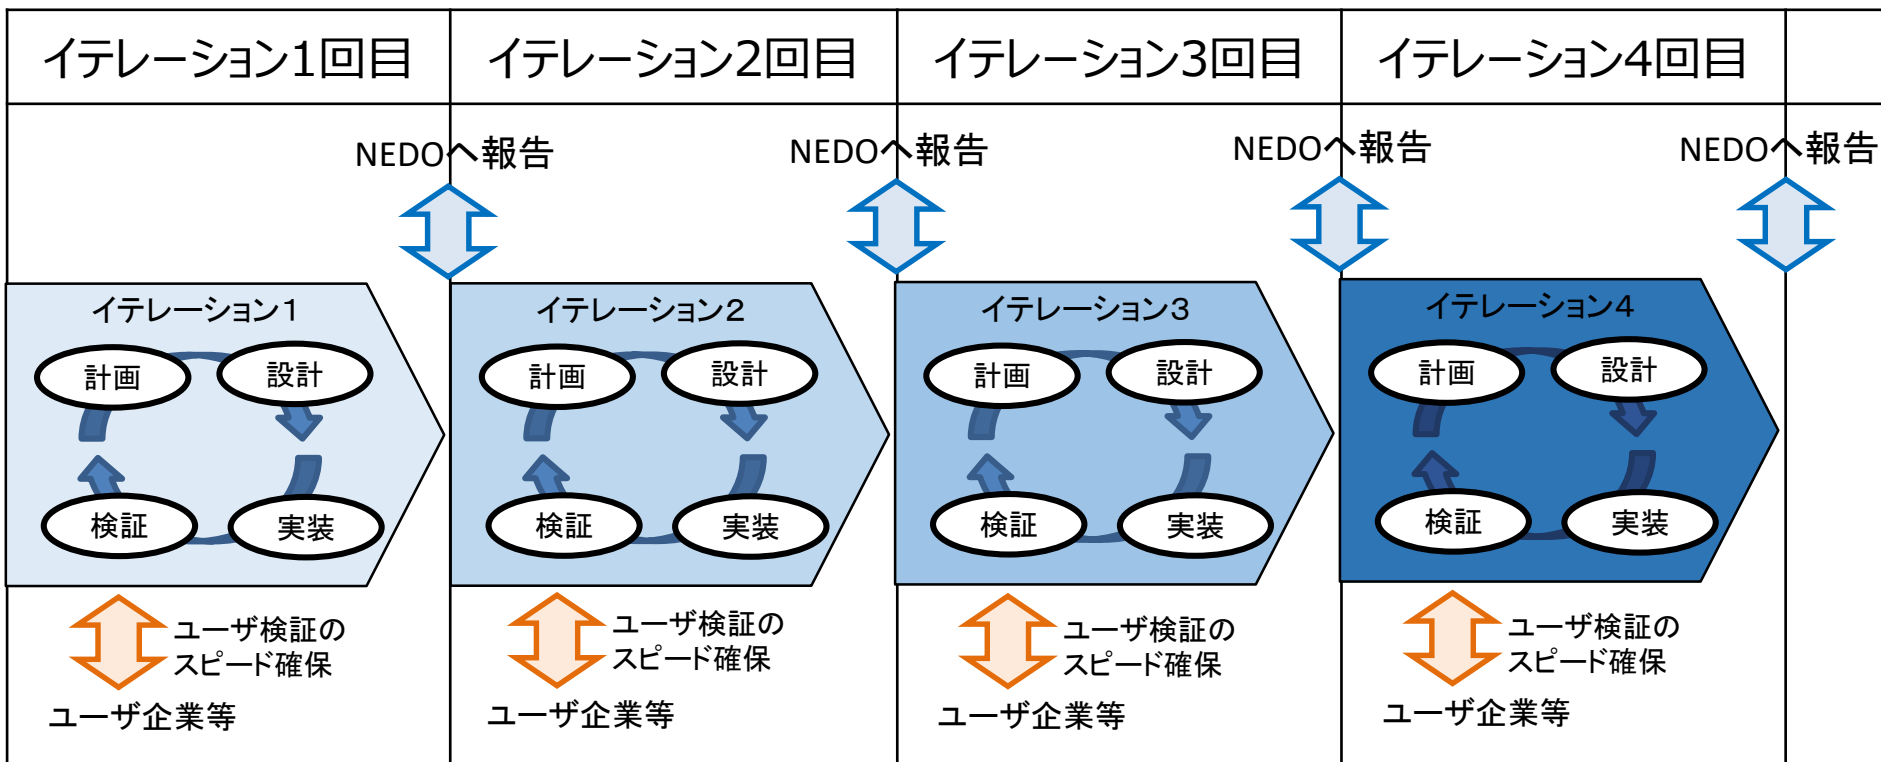 イテレーション1回目
イテレーション2回目
イテレーション3回目
イテレーション4回目
NEDOへ報告
NEDOへ報告
NEDOへ報告
NEDOへ報告
イテレーション1
計画
設計
検証
実装
イテレーション2
計画
設計
検証
実装
イテレーション3
計画
設計
検証
実装
イテレーション4
計画
設計
検証
実装
ユーザ検証の
スピード確保
ユーザ企業等
ユーザ検証の
スピード確保
ユーザ企業等
ユーザ検証の
スピード確保
ユーザ企業等
ユーザ検証の
スピード確保
ユーザ企業等